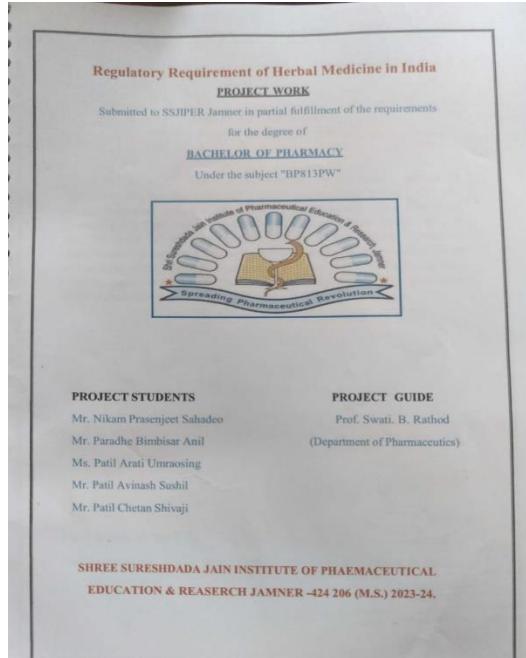 Regulatory Requirement of Herbal Medicine in India
PROJECT WORK
Submitted to SSJIPER Jamner in partial fulfillment of the requirements
for the degree of
BACHELOR OF PHARMACY
Under the subject "BP813PW"
Shri Sureshdada Jain Institute of Pharmaceutical Education & Research, Jamner
Spreading Pharmaceutical Revolution
PROJECT STUDENTS
Mr. Nikam Prasenjeet Sahadeo
Mr. Paradhe Bimbisar Anil
Ms. Patil Arati Umraosing
Mr. Patil Avinash Sushil
Mr. Patil Chetan Shivaji
PROJECT GUIDE
Prof. Swati. B. Rathod
(Department of Pharmaceutics)
SHREE SURESHDADA JAIN INSTITUTE OF PHAEMACEUTICAL
EDUCATION & REASERCH JAMNER -424 206 (M.S.) 2023-24.